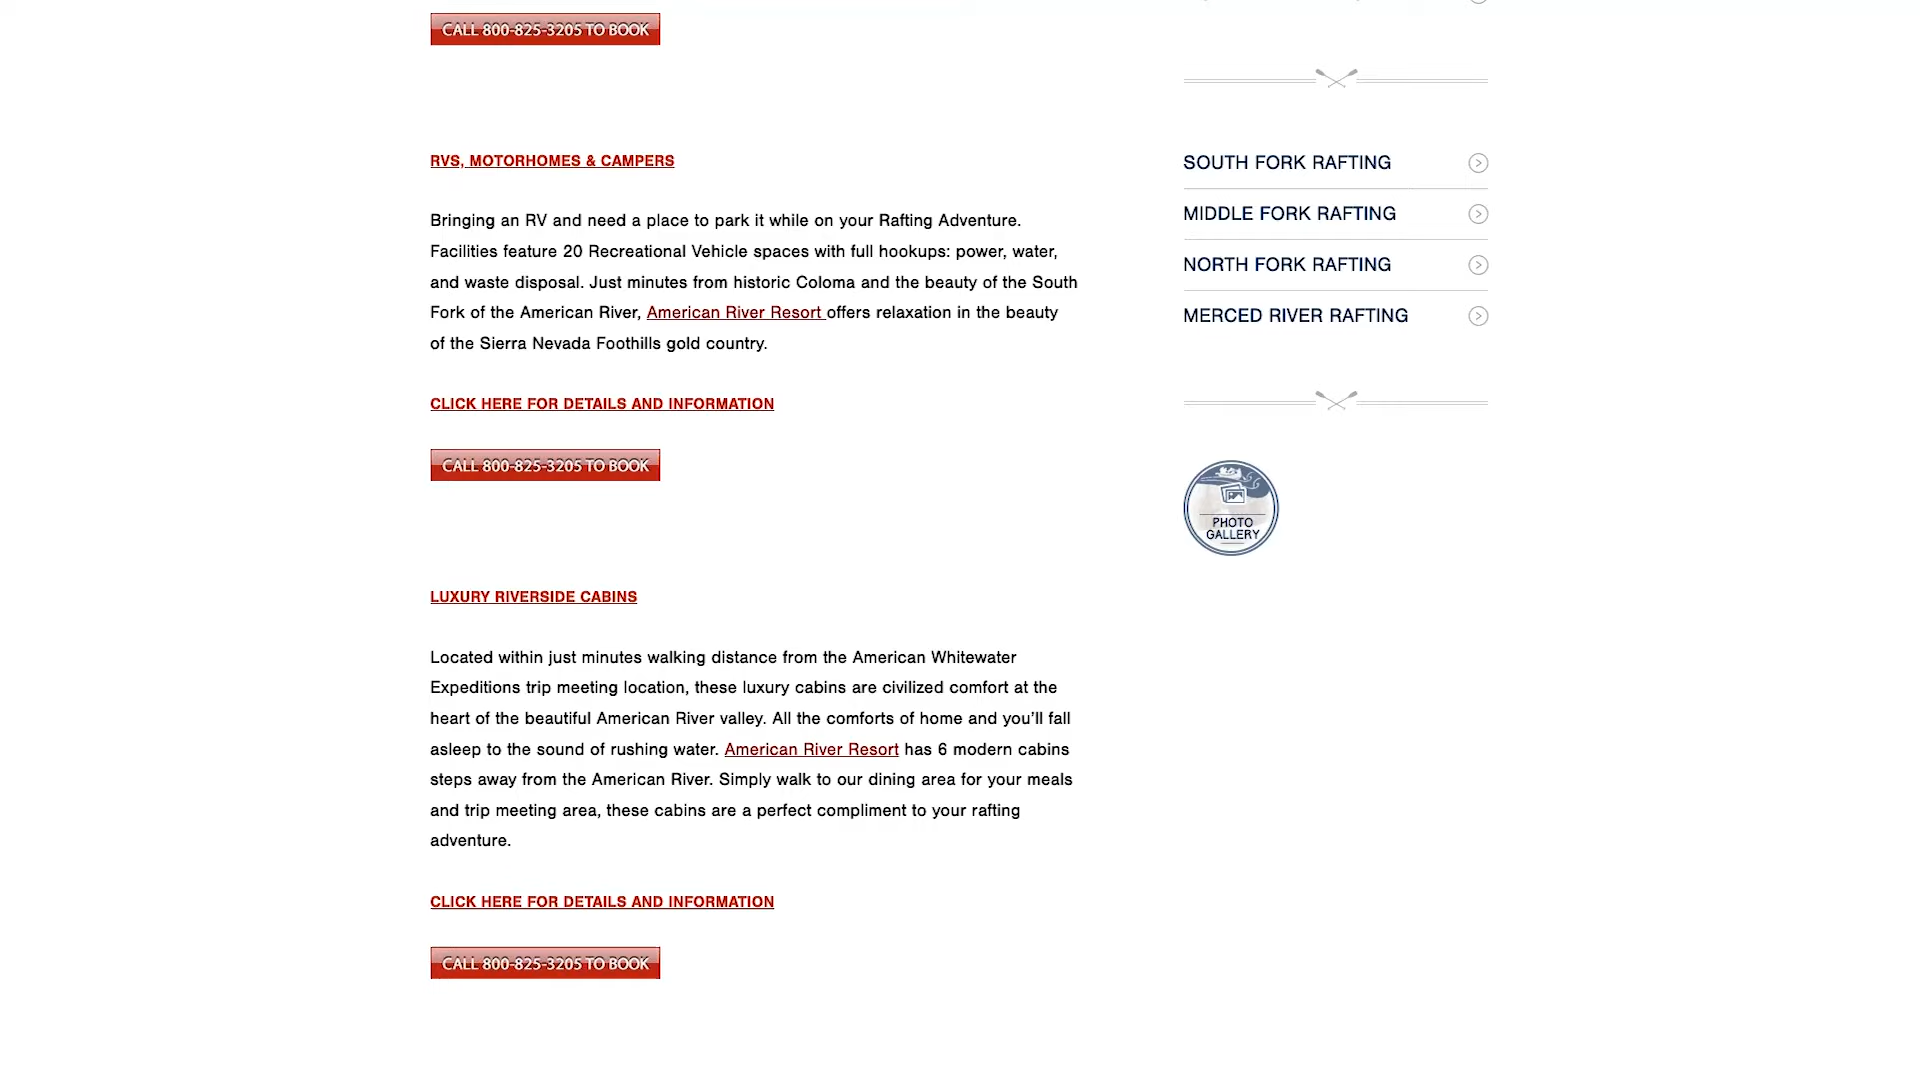 CALL 800-825-3205 TO BOOK
RVS, MOTORHOMES & CAMPERS
Bringing an RV and need a place to park it while on your Rafting Adventure.
Facilities feature 20 Recreational Vehicle spaces with full hookups: power, water,
and waste disposal. Just minutes from historic Coloma and the beauty of the South
Fork of the American River, American River Resort offers relaxation in the beauty
of the Sierra Nevada Foothills gold country.
CLICK HERE FOR DETAILS AND INFORMATION
CALL 800-825-3205 TO BOOK
LUXURY RIVERSIDE CABINS
Located within just minutes walking distance from the American Whitewater
Expeditions trip meeting location, these luxury cabins are civilized comfort at the
heart of the beautiful American River valley. All the comforts of home and you'll fall
asleep to the sound of rushing water. American River Resort has 6 modern cabins
steps away from the American River. Simply walk to our dining area for your meals
and trip meeting area, these cabins are a perfect compliment to your rafting
adventure.
CLICK HERE FOR DETAILS AND INFORMATION
CALL 800-825-3205 TO BOOK
SOUTH FORK RAFTING
MIDDLE FORK RAFTING
NORTH FORK RAFTING
MERCED RIVER RAFTING
PHOTO
GALLERY